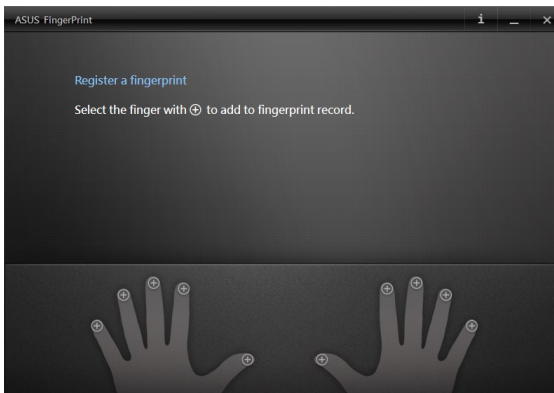 ASUS FingerPrint
Register a fingerprint
Select the finger with ⊕ to add to fingerprint record.